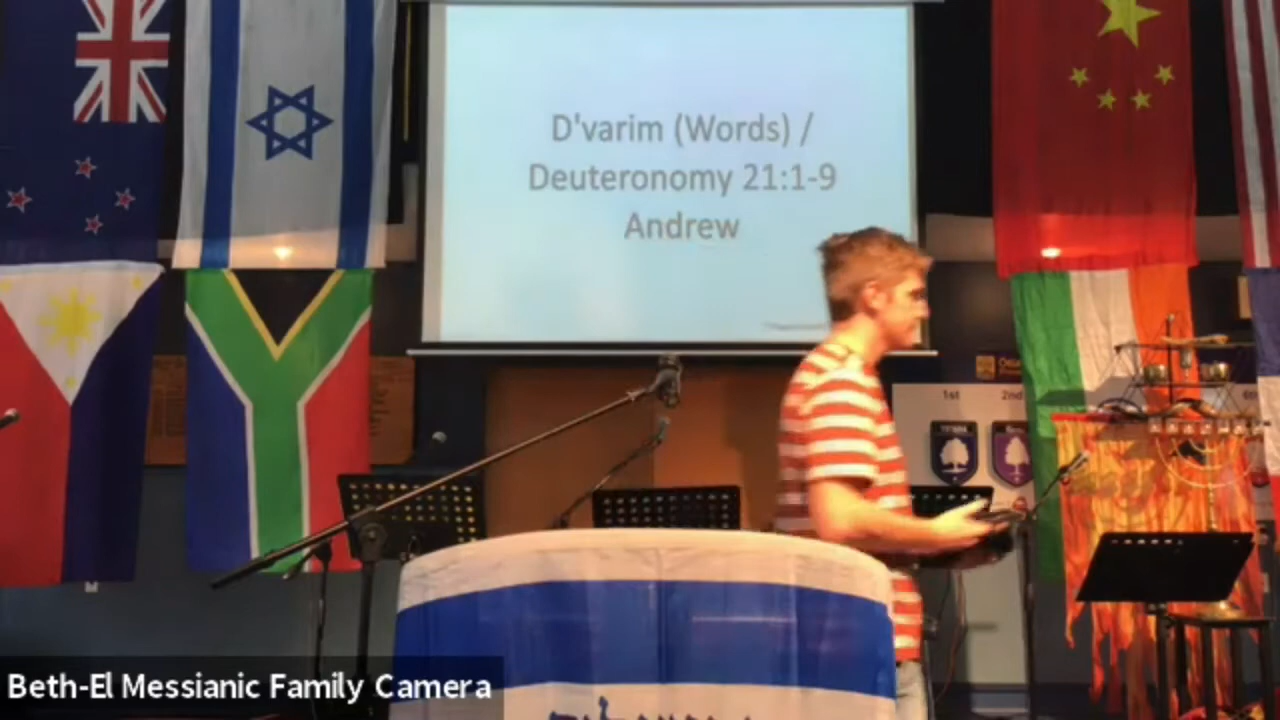 D'varim (Words) /
Deuteronomy 21:1-9
Andrew
1st
2nd
Beth-El Messianic Family Camera